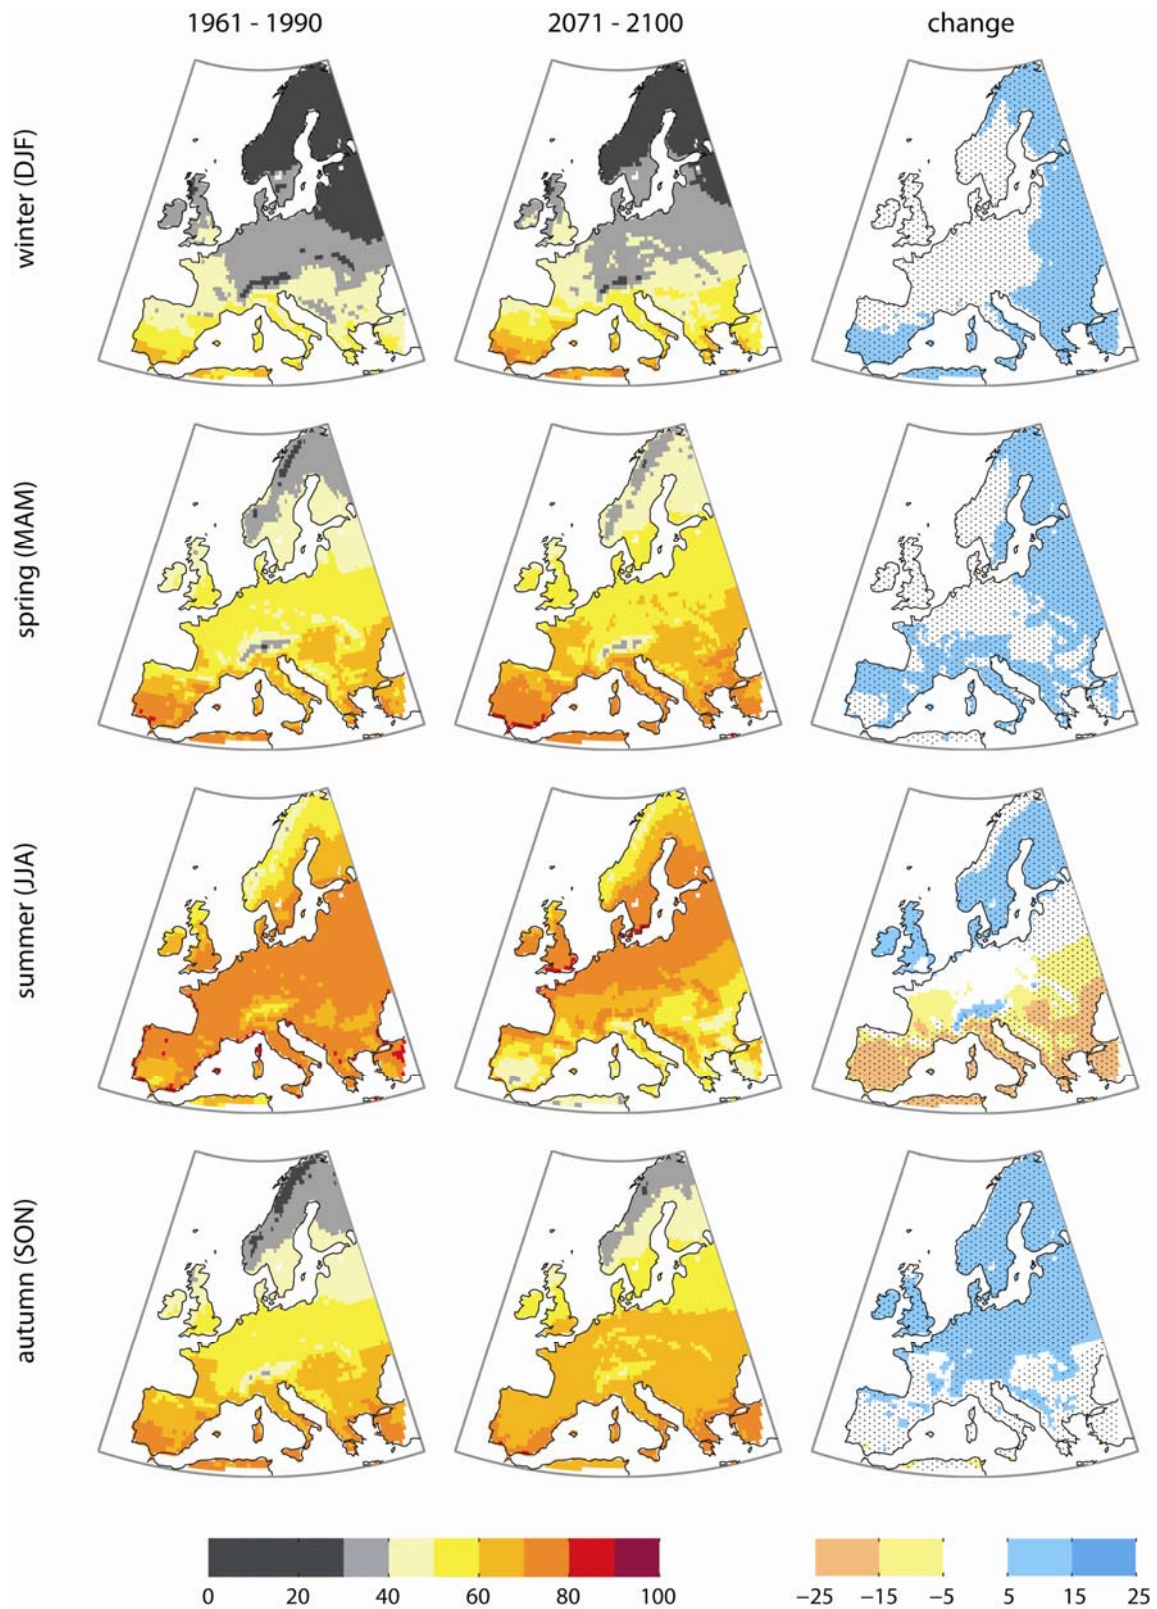 1961 - 1990 2071 - 2100 change
winter (DJF)
spring (MAM)
summer (JJA)
autumn (SON)
0 20 40 60 80 100 −25 −15 −5 5 15 25